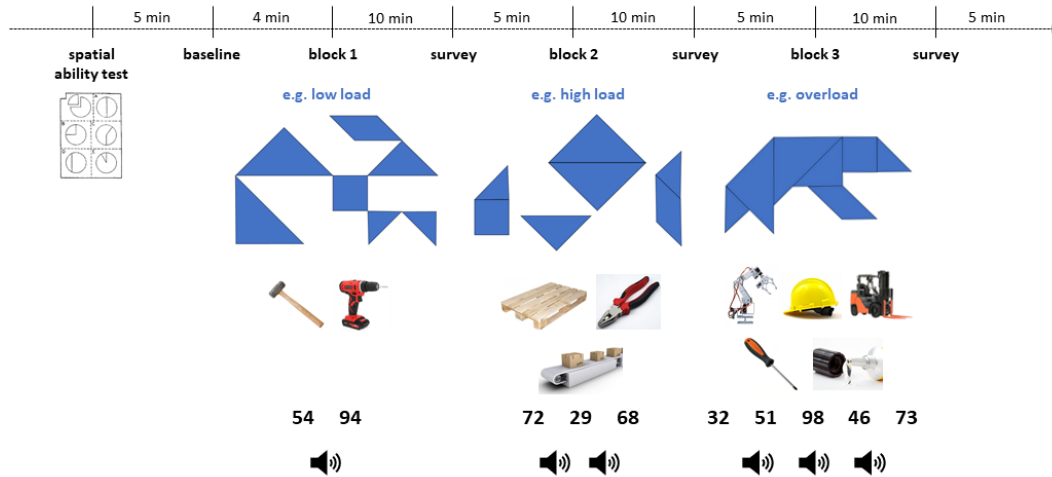 5 min 4 min 10 min 5 min 10 min 5 min 10 min 5 min
spatial ability test baseline block 1 survey block 2 survey block 3 survey
e.g. low load e.g. high load e.g. overload
54 94 72 29 68 32 51 98 46 73